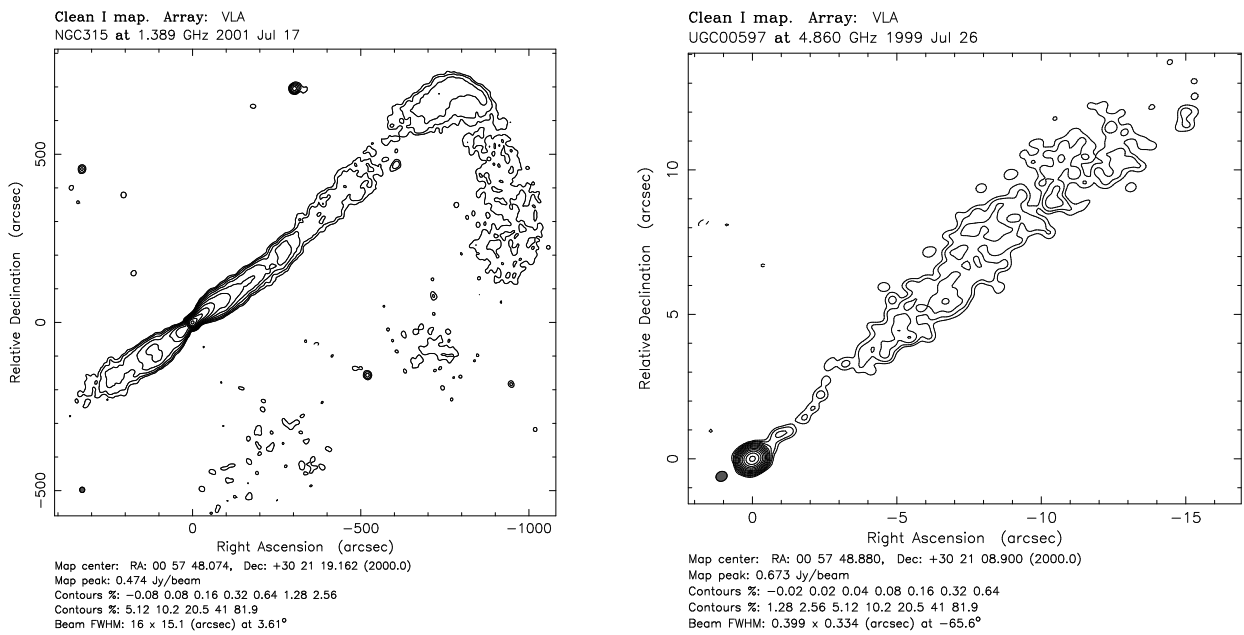 Clean I map. Array: VLA
NGC315 at 1.389 GHz 2001 Jul 17
Relative Declination (arcsec)
500
0
−500
0
−500
−1000
Right Ascension (arcsec)
Map center: RA: 00 57 48.074, Dec: +30 21 19.162 (2000.0)
Map peak: 0.474 Jy/beam
Contours %: −0.08 0.08 0.16 0.32 0.64 1.28 2.56
Contours %: 5.12 10.2 20.5 41 81.9
Beam FWHM: 16 x 15.1 (arcsec) at 3.61°
Clean I map. Array: VLA
UGC00597 at 4.860 GHz 1999 Jul 26
Relative Declination (arcsec)
10
5
0
0
−5
−10
−15
Right Ascension (arcsec)
Map center: RA: 00 57 48.880, Dec: +30 21 08.900 (2000.0)
Map peak: 0.673 Jy/beam
Contours %: −0.02 0.02 0.04 0.08 0.16 0.32 0.64
Contours %: 1.28 2.56 5.12 10.2 20.5 41 81.9
Beam FWHM: 0.399 x 0.334 (arcsec) at −65.6°